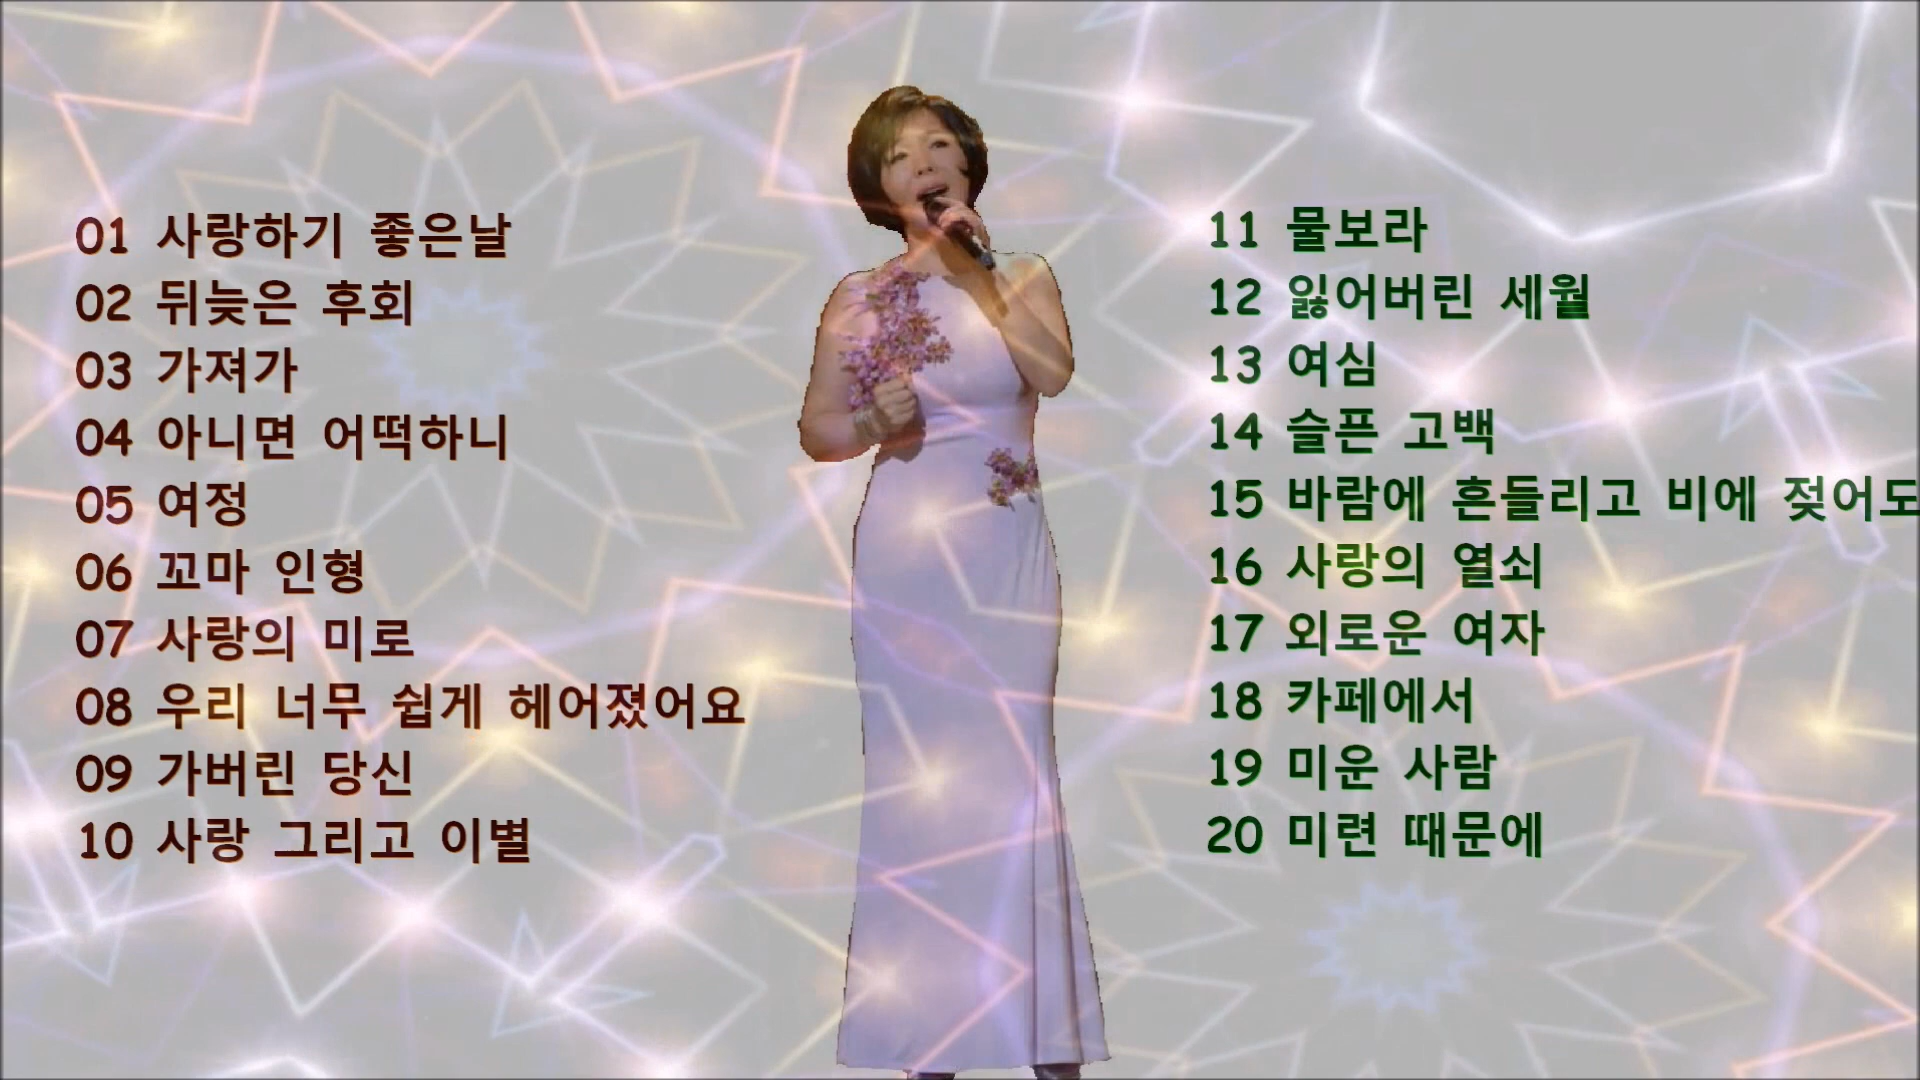 01 사랑하기 좋은날
02 뒤늦은 후회
03 가져가
04 아니면 어떡하니
05 여정
06 꼬마 인형
07 사랑의 미로
08 우리 너무 쉽게 헤어졌어요
09 가버린 당신
10 사랑 그리고 이별
11 물보라
12 잃어버린 세월
13 여심
14 슬픈 고백
15 바람에 흔들리고 비에 젖어도
16 사랑의 열쇠
17 외로운 여자
18 카페에서
19 미운 사람
20 미련 때문에